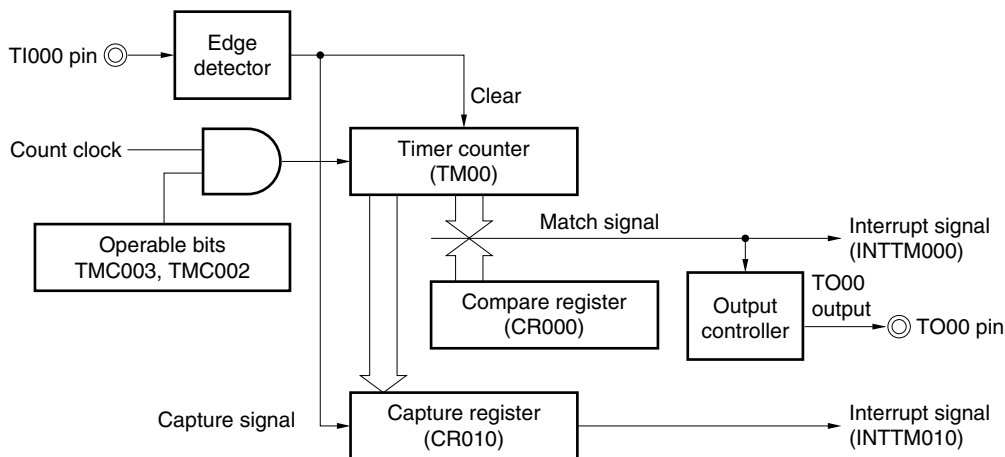 TI000 pin
Edge
detector
Clear
Count clock
Timer counter
(TM00)
Operable bits
TMC003, TMC002
Match signal
Interrupt signal
(INTTM000)
Compare register
(CR000)
Output
controller
TO00
output
TO00 pin
Capture signal
Capture register
(CR010)
Interrupt signal
(INTTM010)